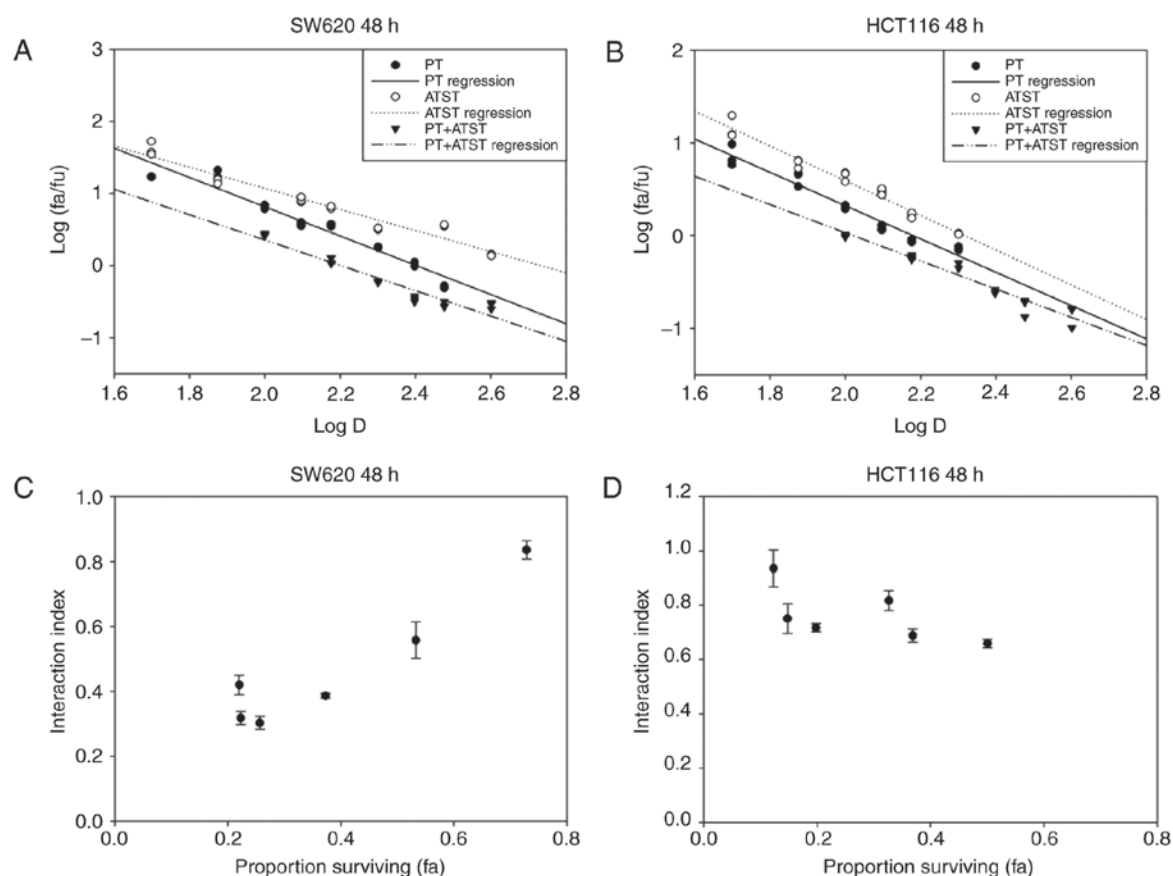 A
SW620 48 h
3
2
1
0
−1
Log (fa/fu)
PT
PT regression
ATST
ATST regression
PT+ATST
PT+ATST regression
1.6 1.8 2.0 2.2 2.4 2.6 2.8
Log D
B
HCT116 48 h
2
1
0
−1
Log (fa/fu)
PT
PT regression
ATST
ATST regression
PT+ATST
PT+ATST regression
1.6 1.8 2.0 2.2 2.4 2.6 2.8
Log D
C
SW620 48 h
1.0
0.8
0.6
0.4
0.2
0.0
Interaction index
0.0 0.2 0.4 0.6 0.8
Proportion surviving (fa)
D
HCT116 48 h
1.2
1.0
0.8
0.6
0.4
0.2
0.0
Interaction index
0.0 0.2 0.4 0.6 0.8
Proportion surviving (fa)